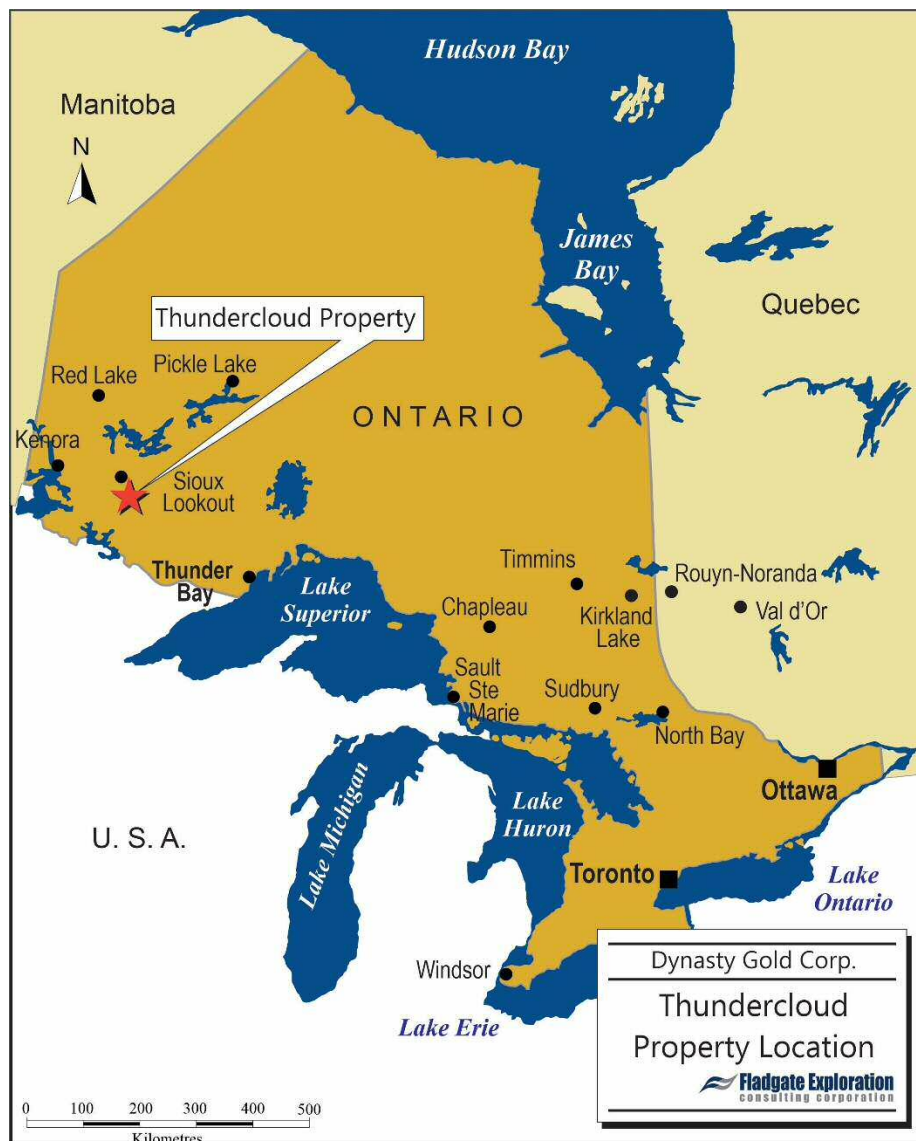 Hudson Bay
Manitoba
N
James
Bay
Quebec
Thundercloud Property
Red Lake
Pickle Lake
ONTARIO
Kenora
Sioux
Lookout
Thunder
Bay
Lake
Superior
Timmins
Chapleau
Kirkland
Lake
Rouyn-Noranda
Val d'Or
Sault
Ste
Marie
Sudbury
North Bay
Ottawa
U. S. A.
Lake Michigan
Lake
Huron
Toronto
Lake
Ontario
Windsor
Lake Erie
Dynasty Gold Corp.
Thundercloud
Property Location
Fladgate Exploration
consulting corporation
0 100 200 300 400 500
Kilometres